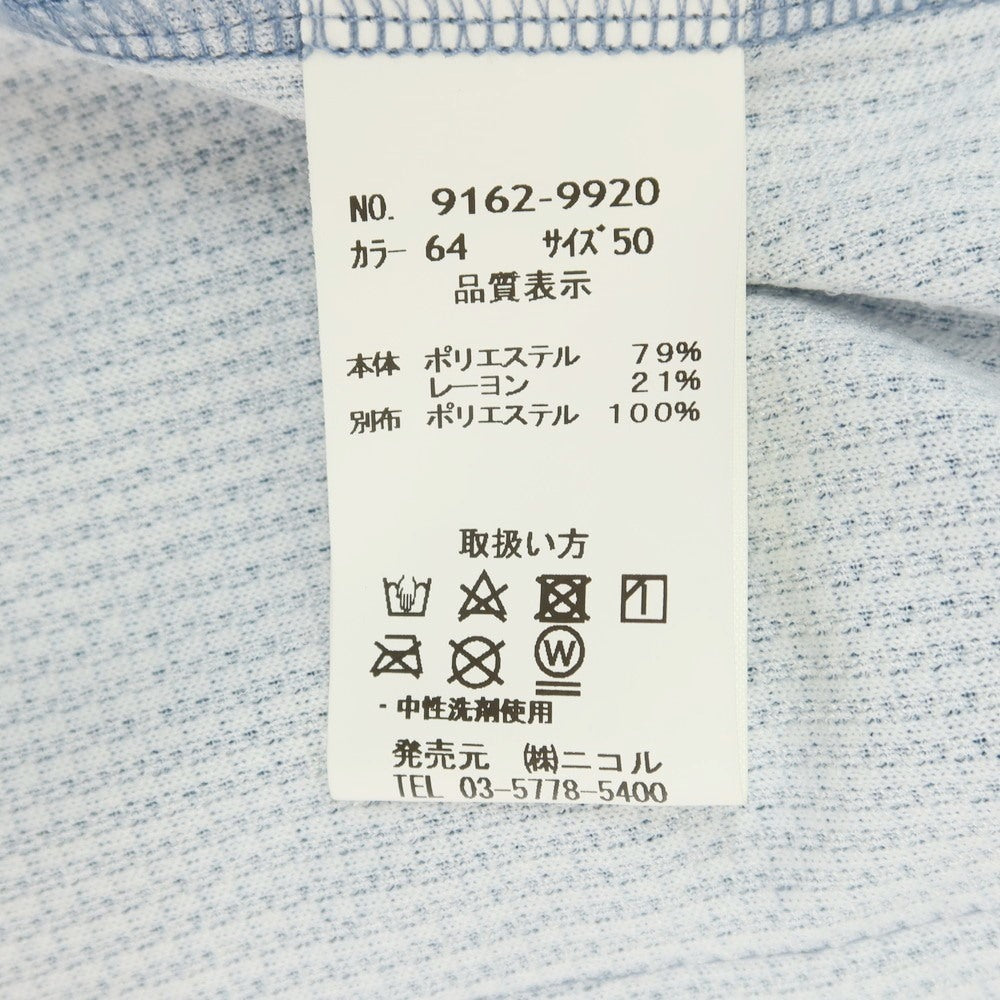 NO. 9162-9920
カラー 64 サイズ 50
品質表示
本体 ポリエステル 79%
レーヨン 21%
別布 ポリエステル 100%
取扱い方
W
・中性洗剤使用
発売元 ㈱ニコル
TEL 03-5778-5400